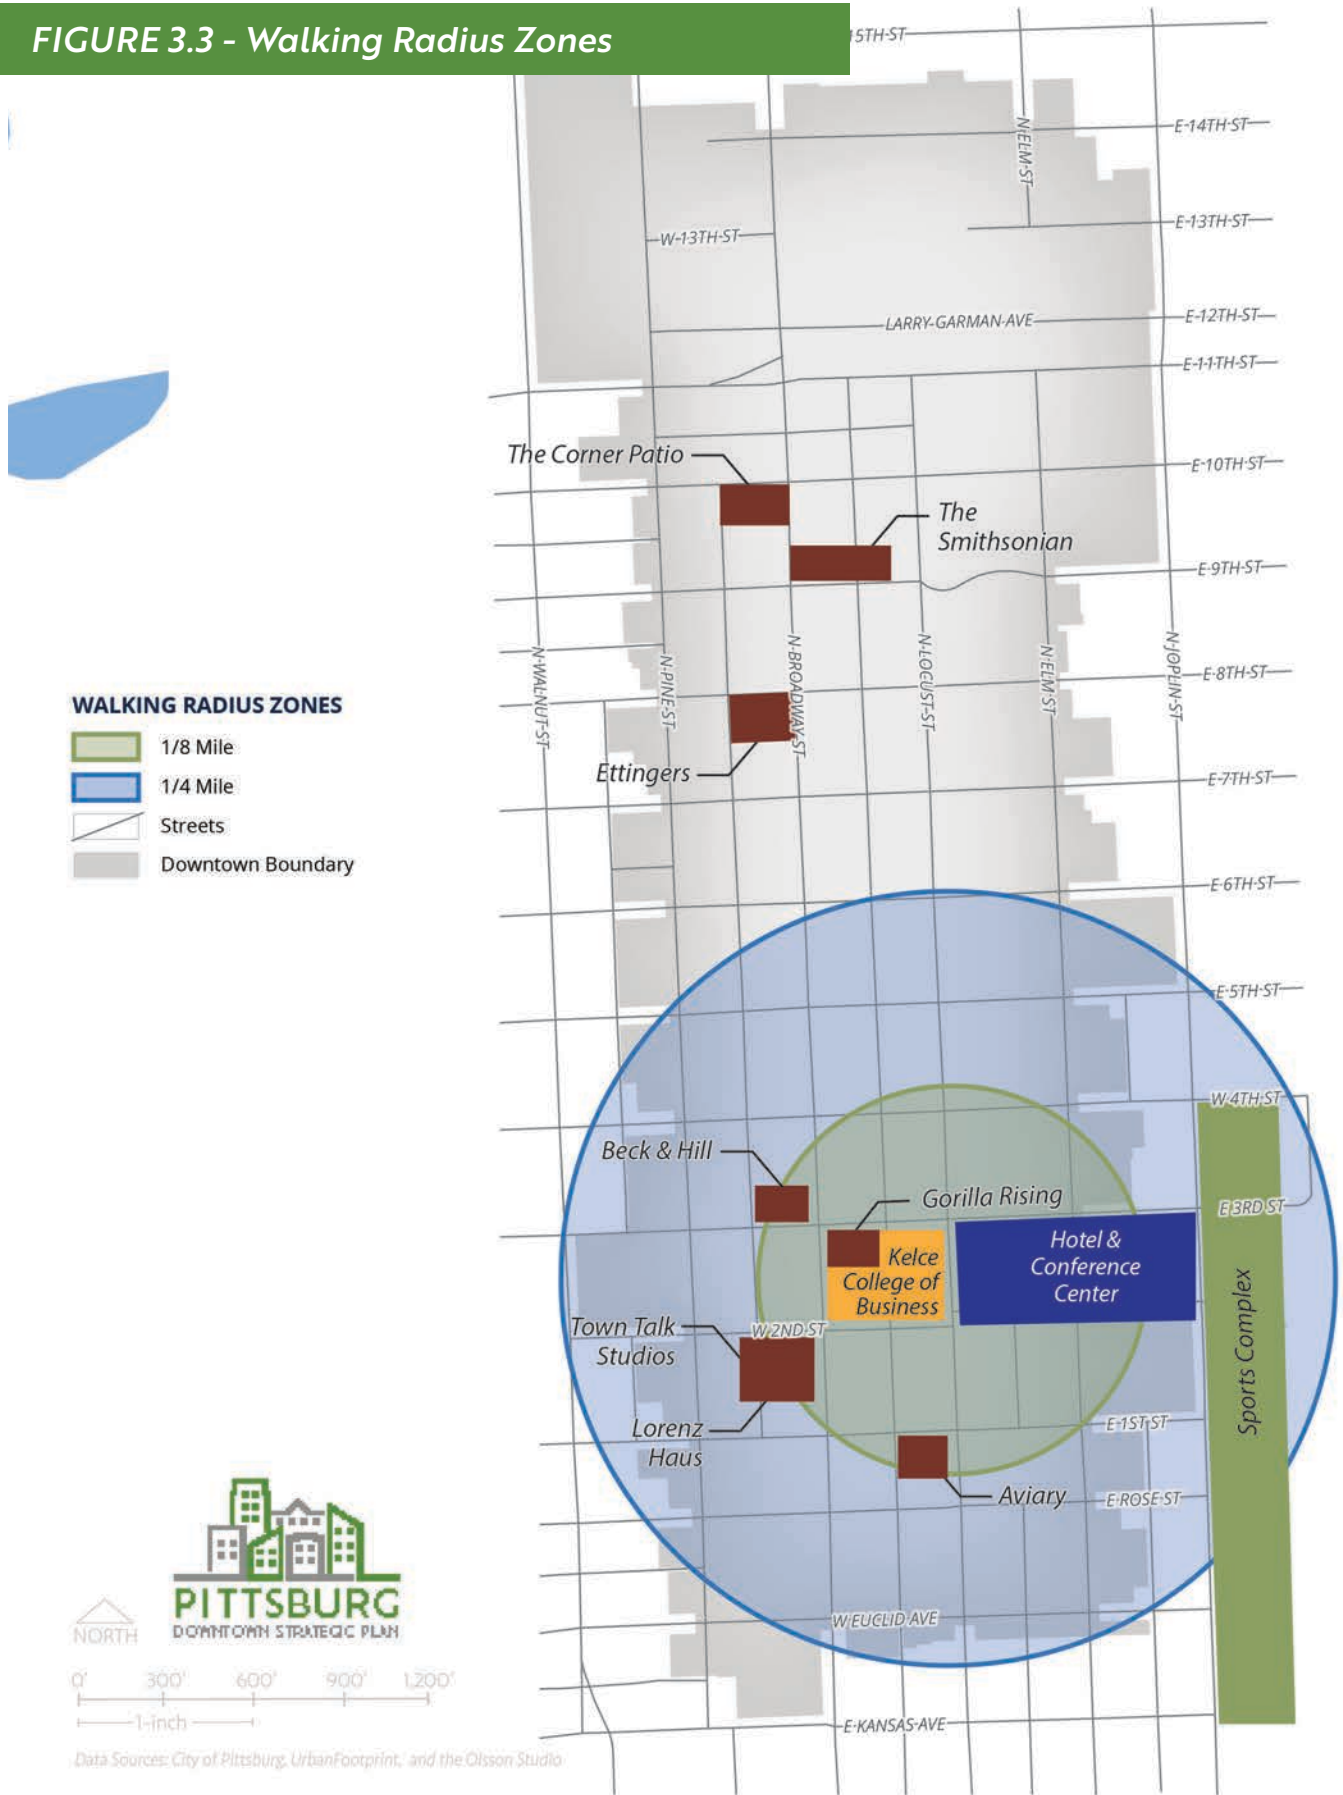 FIGURE 3.3 - Walking Radius Zones
15TH-ST
N-ELM-ST
E-14TH-ST
W-13TH-ST
E-13TH-ST
LARRY-GARMAN-AVE
E-12TH-ST
E-11TH-ST
The Corner Patio
E-10TH-ST
The
Smithsonian
E-9TH-ST
N-WALNUT-ST
N-PINE-ST
N-BROADWAY-ST
N-LOCUST-ST
N-ELM-ST
N-JOPLIN-ST
E-8TH-ST
WALKING RADIUS ZONES
1/8 Mile
1/4 Mile
Streets
Downtown Boundary
Ettingers
E-7TH-ST
E-6TH-ST
E-5TH-ST
W-4TH-ST
Beck & Hill
Gorilla Rising
E 3RD ST
Kelce
College of
Business
Hotel &
Conference
Center
Sports Complex
Town Talk
Studios
W 2ND ST
Lorenz
Haus
E-1ST ST
Aviary
E-ROSE-ST
W EUCLID AVE
E-KANSAS-AVE
PITTSBURG
DOWNTOWN STRATEGIC PLAN
NORTH
0' 300' 600' 900' 1,200'
1-inch
Data Sources: City of Pittsburg, UrbanFootprint, and the Olsson Studio